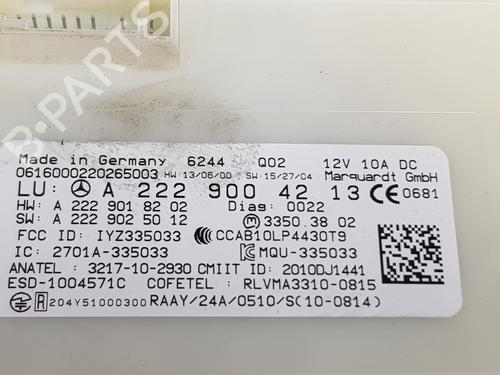 B-PARTS
Made in Germany 6244 Q02 12V 10A DC
0616000220265003 HW:13/06/00 SW:15/27/04 Marquardt GmbH
LU: A 222 900 42 13 CE 0681
HW: A 222 901 82 02 Diag: 0022
SW: A 222 902 50 12 3350.3802
FCC ID: IYZ335033 CCAB10LP4430T9
IC: 2701A-335033 MQU-335033
ANATEL : 3217-10-2930 CMIIT ID: 2010DJ1441
ESD-1004571C COFETEL : RLVMA3310-0815
R 204Y51000300 RAAY/24A/0510/S(10-0814)